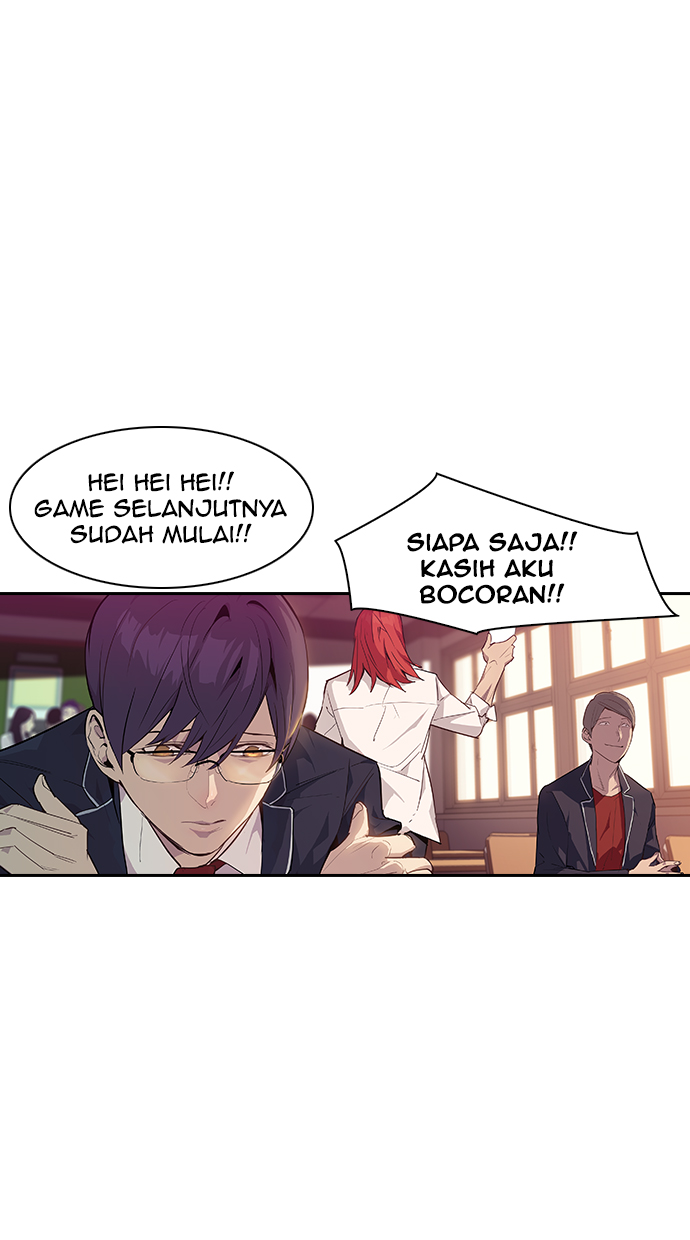 HEI HEI HEI!!
GAME SELANJUTNYA
SUDAH MULAI!!
SIAPA SAJA!!
KASIH AKU
BOCORAN!!